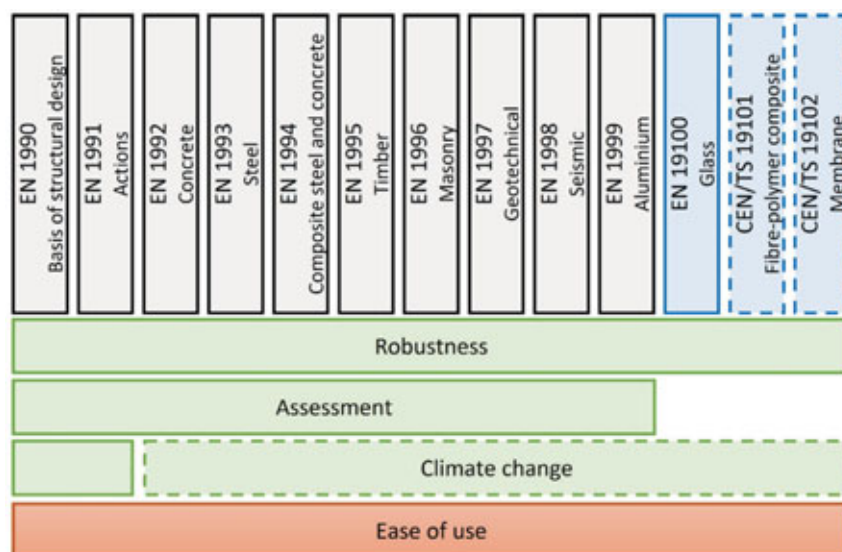 EN 1990
Basis of structural design
EN 1991
Actions
EN 1992
Concrete
EN 1993
Steel
EN 1994
Composite steel and concrete
EN 1995
Timber
EN 1996
Masonry
EN 1997
Geotechnical
EN 1998
Seismic
EN 1999
Aluminium
EN 19100
Glass
CEN/TS 19101
Fibre-polymer composite
CEN/TS 19102
Membrane
Robustness
Assessment
Climate change
Ease of use